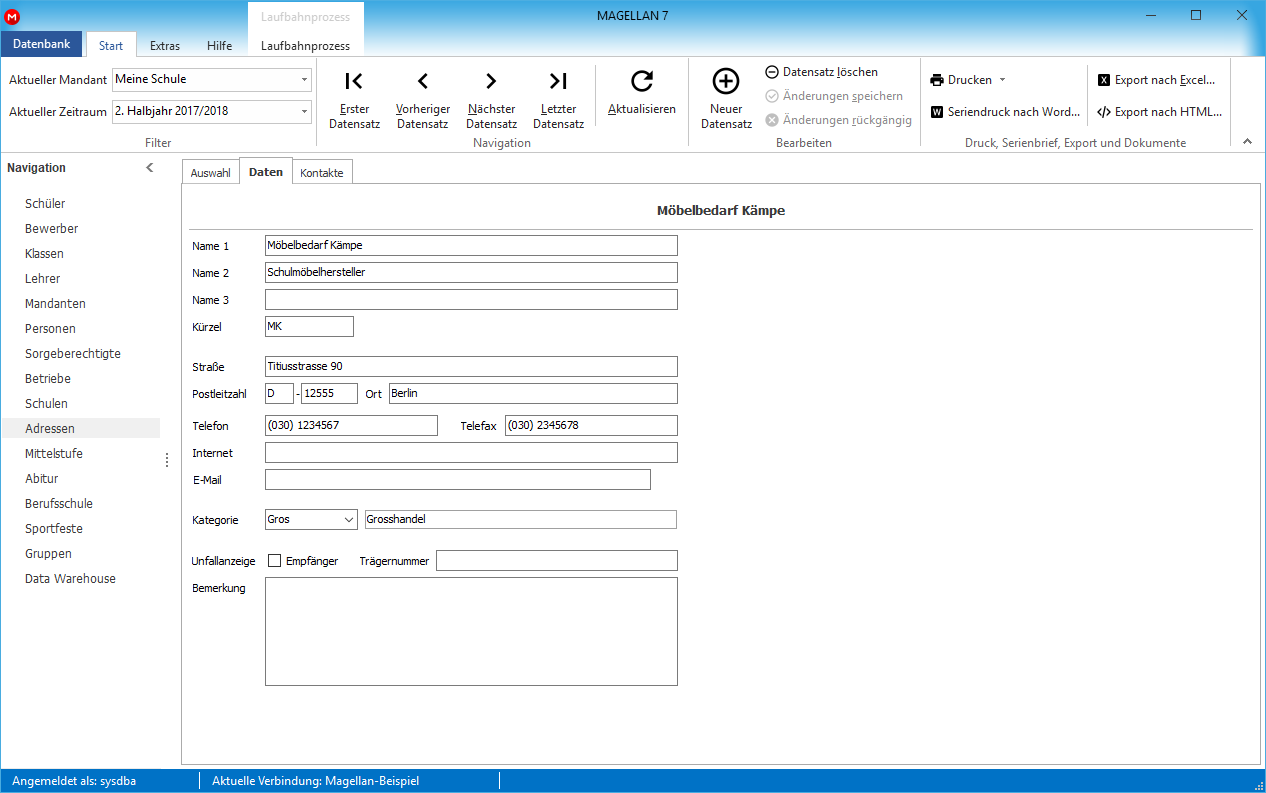 M
Laufbahnprozess
MAGELLAN 7
Datenbank Start Extras Hilfe Laufbahnprozess
Aktueller Mandant Meine Schule
Aktueller Zeitraum 2. Halbjahr 2017/2018
Filter
Erster Datensatz
Vorheriger Datensatz
Nächster Datensatz
Letzter Datensatz
Aktualisieren
Navigation
Neuer Datensatz
Datensatz löschen
Änderungen speichern
Änderungen rückgängig
Bearbeiten
Drucken
W Seriendruck nach Word...
X Export nach Excel...
</> Export nach HTML...
Druck, Serienbrief, Export und Dokumente
Navigation
Schüler
Bewerber
Klassen
Lehrer
Mandanten
Personen
Sorgeberechtigte
Betriebe
Schulen
Adressen
Mittelstufe
Abitur
Berufsschule
Sportfeste
Gruppen
Data Warehouse
Auswahl Daten Kontakte
Möbelbedarf Kämpe
Name 1 Möbelbedarf Kämpe
Name 2 Schulmöbelhersteller
Name 3
Kürzel MK
Straße Titiusstrasse 90
Postleitzahl D - 12555 Ort Berlin
Telefon (030) 1234567 Telefax (030) 2345678
Internet
E-Mail
Kategorie Gros Grosshandel
Unfallanzeige Empfänger Trägernummer
Bemerkung
Angemeldet als: sysdba Aktuelle Verbindung: Magellan-Beispiel